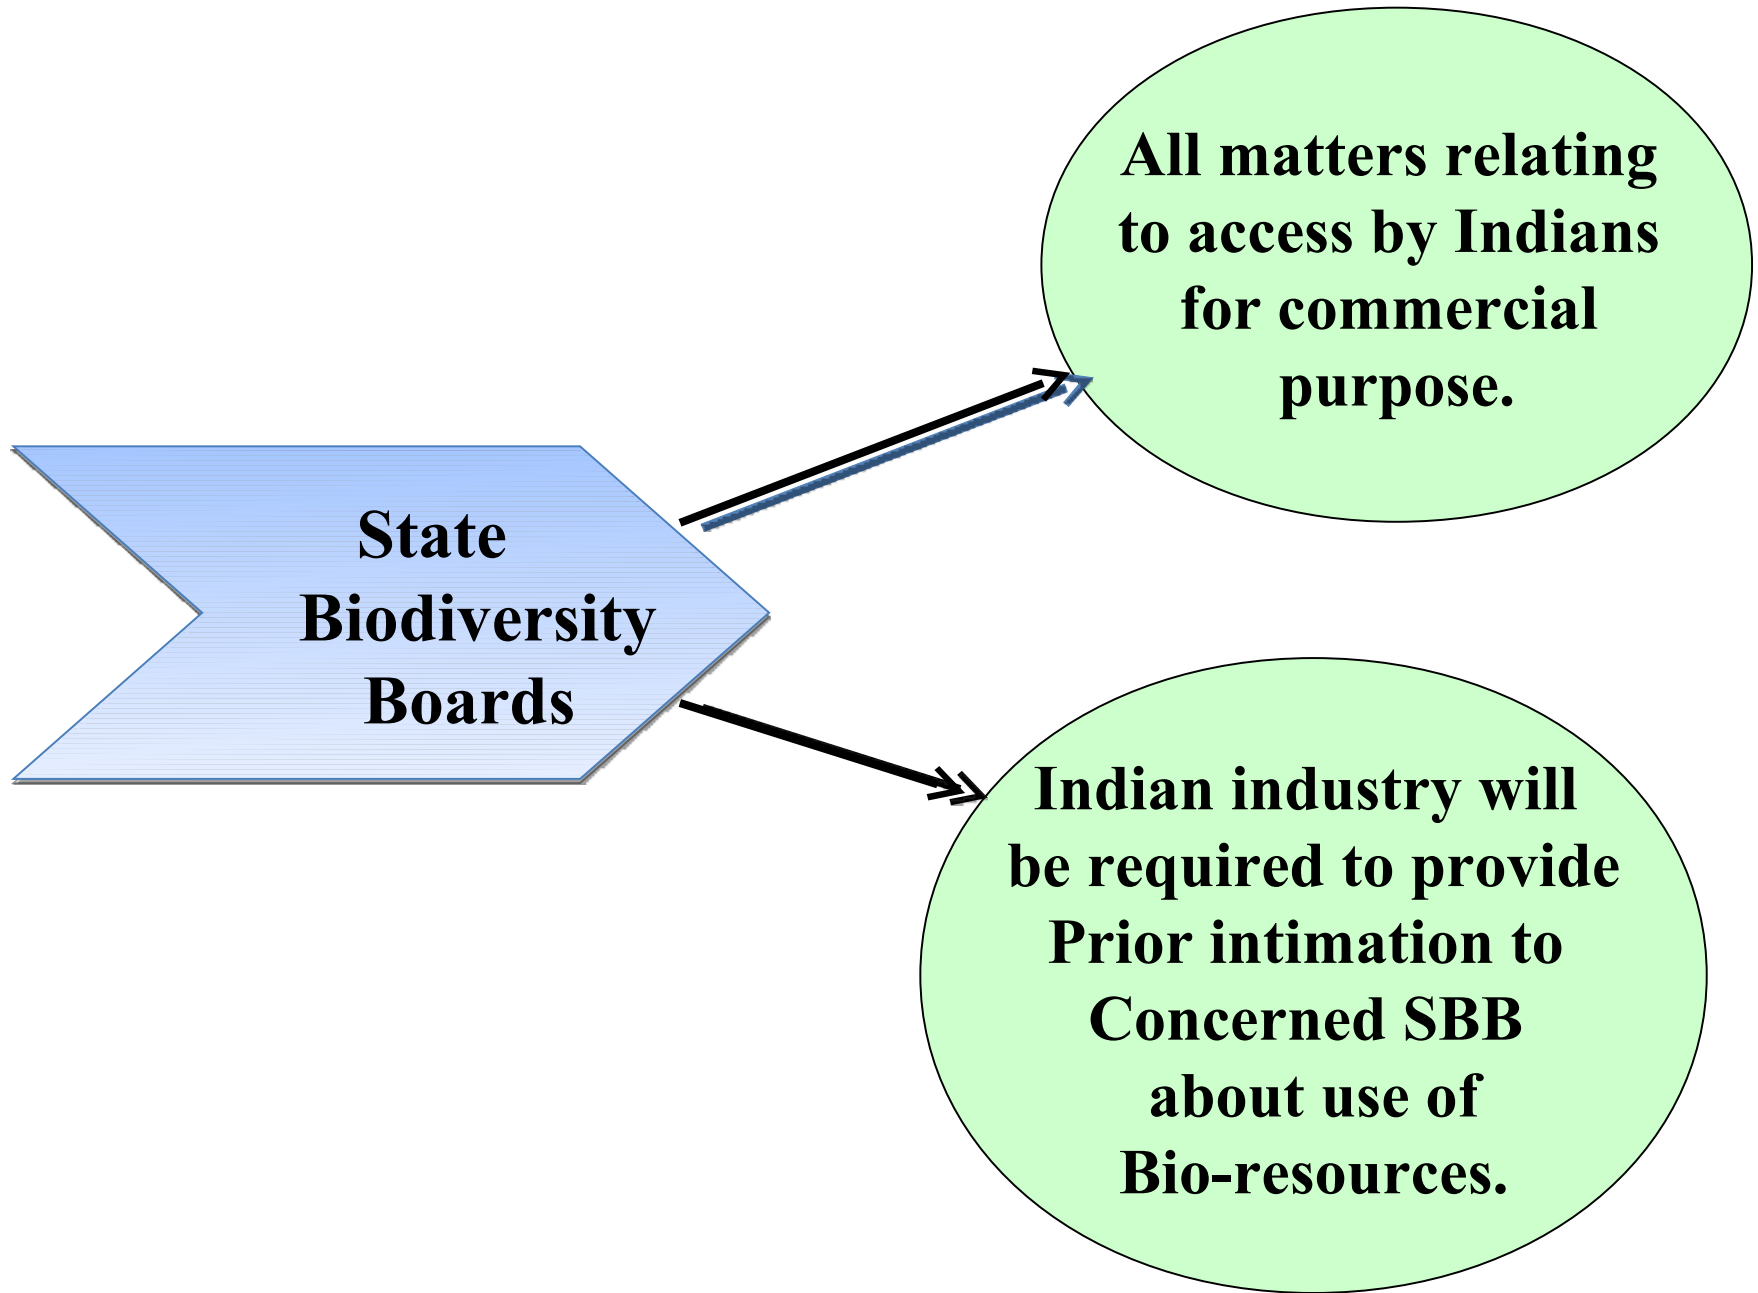 State
Biodiversity
Boards
All matters relating
to access by Indians
for commercial
purpose.
Indian industry will
be required to provide
Prior intimation to
Concerned SBB
about use of
Bio-resources.